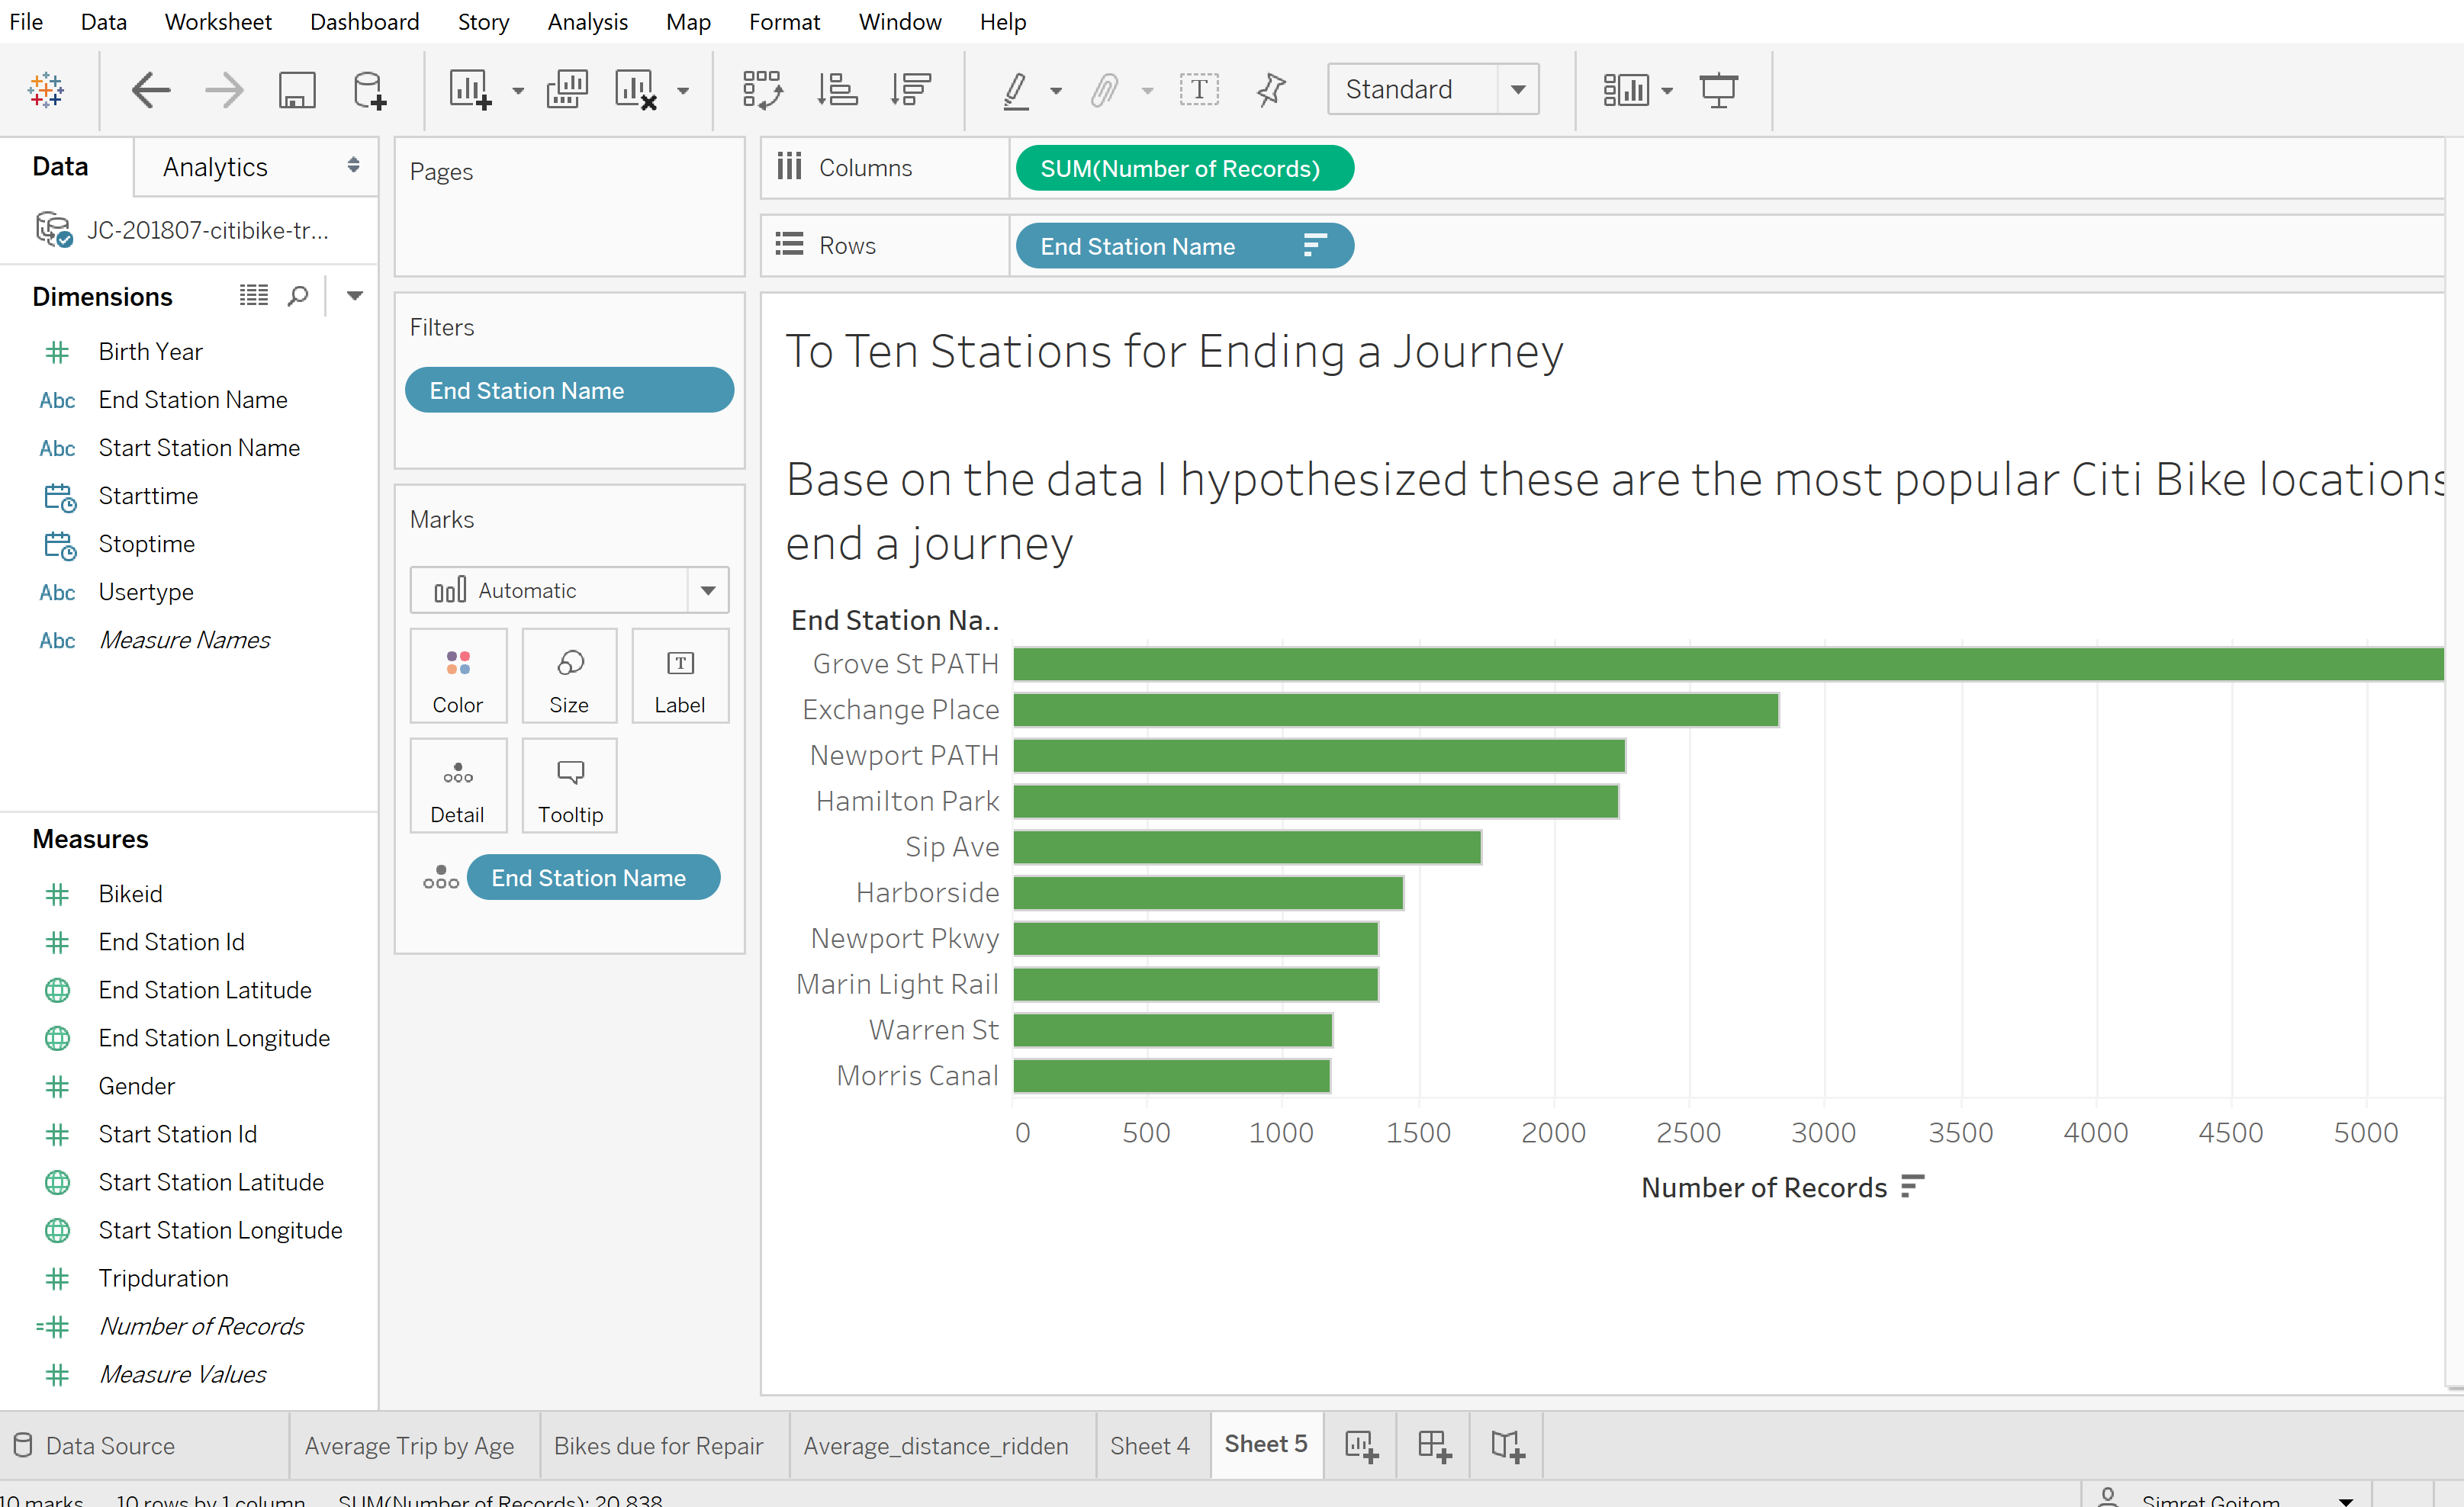 File Data Worksheet Dashboard Story Analysis Map Format Window Help
Standard
Data Analytics
JC-201807-citibike-tr...
Dimensions
Birth Year
Abc End Station Name
Abc Start Station Name
Starttime
Stoptime
Abc Usertype
Abc Measure Names
Measures
Bikeid
End Station Id
End Station Latitude
End Station Longitude
Gender
Start Station Id
Start Station Latitude
Start Station Longitude
Tripduration
Number of Records
Measure Values
Pages
Filters
End Station Name
Marks
Automatic
Color Size Label
Detail Tooltip
End Station Name
Columns SUM(Number of Records)
Rows End Station Name
To Ten Stations for Ending a Journey
Base on the data I hypothesized these are the most popular Citi Bike locations
end a journey
End Station Na..
Grove St PATH
Exchange Place
Newport PATH
Hamilton Park
Sip Ave
Harborside
Newport Pkwy
Marin Light Rail
Warren St
Morris Canal
0 500 1000 1500 2000 2500 3000 3500 4000 4500 5000
Number of Records
Data Source Average Trip by Age Bikes due for Repair Average_distance_ridden Sheet 4 Sheet 5
10 marks 10 rows by 1 column SUM(Number of Records): 20,838 Simret Goitom